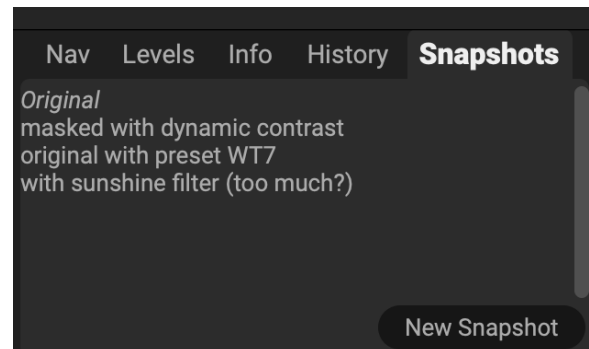 Nav Levels Info History Snapshots
Original
masked with dynamic contrast
original with preset WT7
with sunshine filter (too much?)
New Snapshot